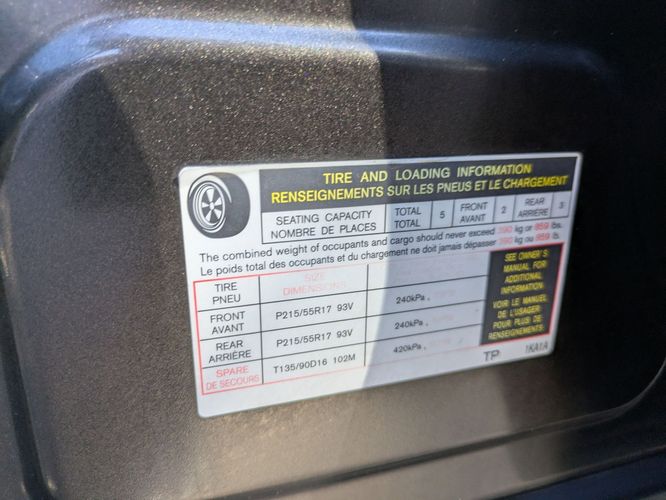 TIRE AND LOADING INFORMATION
RENSEIGNEMENTS SUR LES PNEUS ET LE CHARGEMENT
SEATING CAPACITY
NOMBRE DE PLACES
TOTAL
TOTAL
5
FRONT
AVANT
2
REAR
ARRIÈRE
3
The combined weight of occupants and cargo should never exceed 390 kg or 859 lbs.
Le poids total des occupants et du chargement ne doit jamais dépasser 390 kg ou 859 lb.
TIRE
PNEU
SIZE
DIMENSIONS
FRONT
AVANT
P215/55R17 93V
240kPa,
REAR
ARRIÈRE
P215/55R17 93V
240kPa,
SPARE
DE SECOURS
T135/90D16 102M
420kPa,
SEE OWNER'S
MANUAL FOR
ADDITIONAL
INFORMATION
VOIR LE MANUEL
DE L'USAGER
POUR PLUS DE
RENSEIGNEMENTS
TP
1KA1A